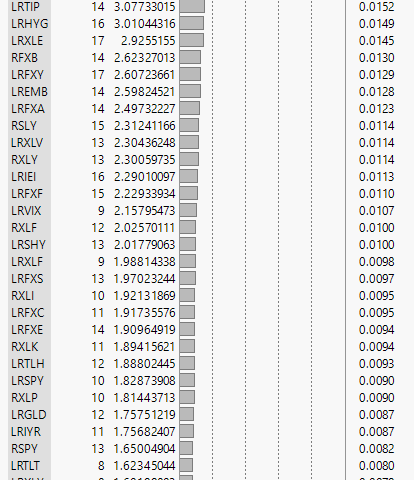 LRTIP 14 3.07733015 0.0152
LRHYG 16 3.01044316 0.0149
LRXLE 17 2.9255155 0.0145
RFXB 14 2.62327013 0.0130
LRFXY 17 2.60723661 0.0129
LREMB 14 2.59824521 0.0128
LRFXA 14 2.49732227 0.0123
RSLY 15 2.31241166 0.0114
LRXLV 13 2.30436248 0.0114
RXLY 13 2.30059735 0.0114
LRIEI 16 2.29010097 0.0113
LRFXF 15 2.22933934 0.0110
LRVIX 9 2.15795473 0.0107
RXLF 12 2.02570111 0.0100
LRSHY 13 2.01779063 0.0100
LRXLF 9 1.98814338 0.0098
LRFXS 13 1.97023244 0.0097
RXLI 10 1.92131869 0.0095
LRFXC 11 1.91735576 0.0095
LRFXE 14 1.90964919 0.0094
RXLK 11 1.89415621 0.0094
LRTLH 12 1.88802445 0.0093
LRSPY 10 1.82873908 0.0090
RXLP 10 1.81443713 0.0090
LRGLD 12 1.75751219 0.0087
LRIYR 11 1.75682407 0.0087
RSPY 13 1.65004904 0.0082
LRTLT 8 1.62345044 0.0080